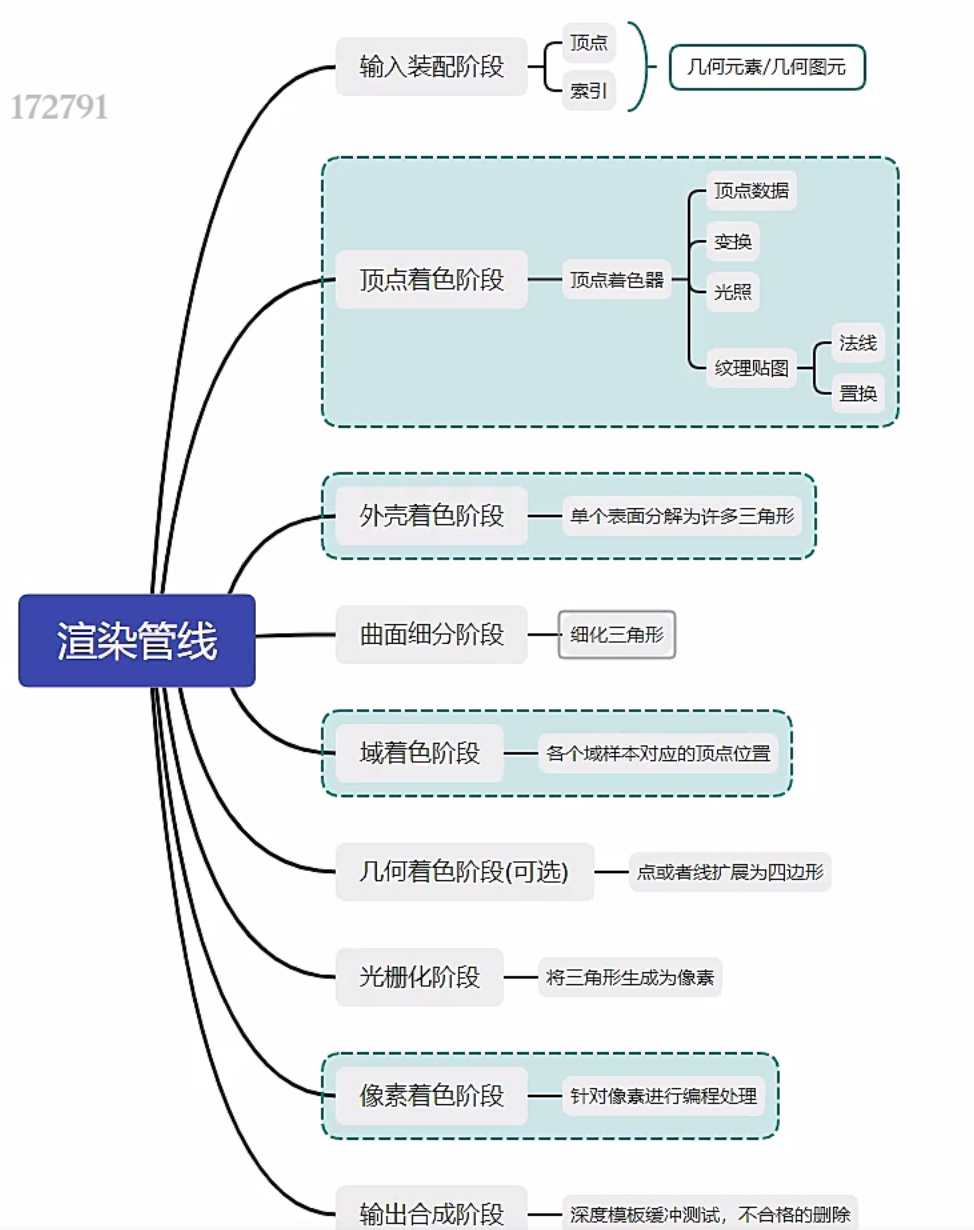 输入装配阶段
顶点
索引
几何元素/几何图元
172791
顶点着色阶段
顶点着色器
顶点数据
变换
光照
纹理贴图
法线
置换
外壳着色阶段
单个表面分解为许多三角形
渲染管线
曲面细分阶段
细化三角形
域着色阶段
各个域样本对应的顶点位置
几何着色阶段(可选)
点或者线扩展为四边形
光栅化阶段
将三角形生成为像素
像素着色阶段
针对像素进行编程处理
输出合成阶段
深度模板缓冲测试，不合格的删除